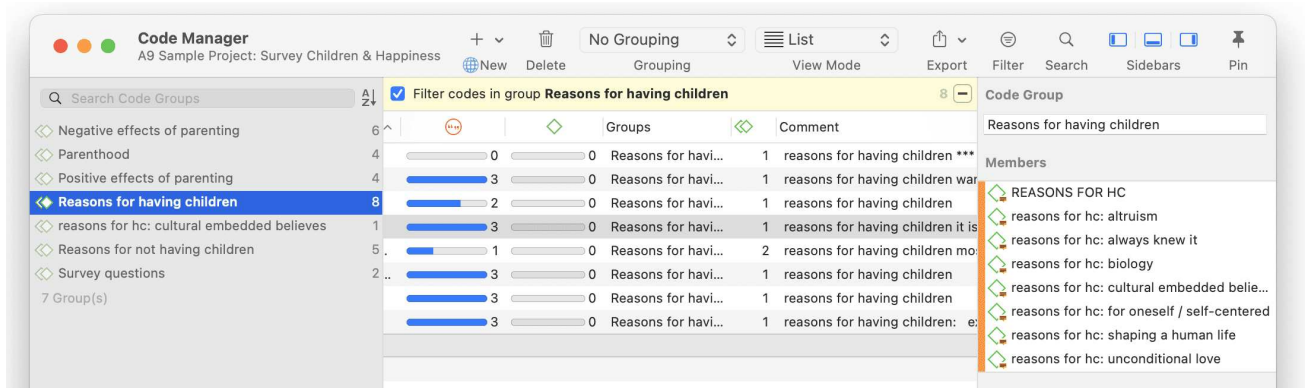 Code Manager
A9 Sample Project: Survey Children & Happiness
New
Delete
No Grouping
Grouping
List
View Mode
Export
Filter
Search
Sidebars
Pin
Search Code Groups
Negative effects of parenting 6
Parenthood 4
Positive effects of parenting 4
Reasons for having children 8
reasons for hc: cultural embedded believes 1
Reasons for not having children 5
Survey questions 2
7 Group(s)
Filter codes in group Reasons for having children 8
Groups Comment
0 0 Reasons for havi... 1 reasons for having children ***
3 0 Reasons for havi... 1 reasons for having children wan
2 0 Reasons for havi... 1 reasons for having children
3 0 Reasons for havi... 1 reasons for having children it is
. 1 0 Reasons for havi... 2 reasons for having children mo
.. 3 0 Reasons for havi... 1 reasons for having children
3 0 Reasons for havi... 1 reasons for having children
3 0 Reasons for havi... 1 reasons for having children: e
Code Group
Reasons for having children
Members
REASONS FOR HC
reasons for hc: altruism
reasons for hc: always knew it
reasons for hc: biology
reasons for hc: cultural embedded belie...
reasons for hc: for oneself / self-centered
reasons for hc: shaping a human life
reasons for hc: unconditional love